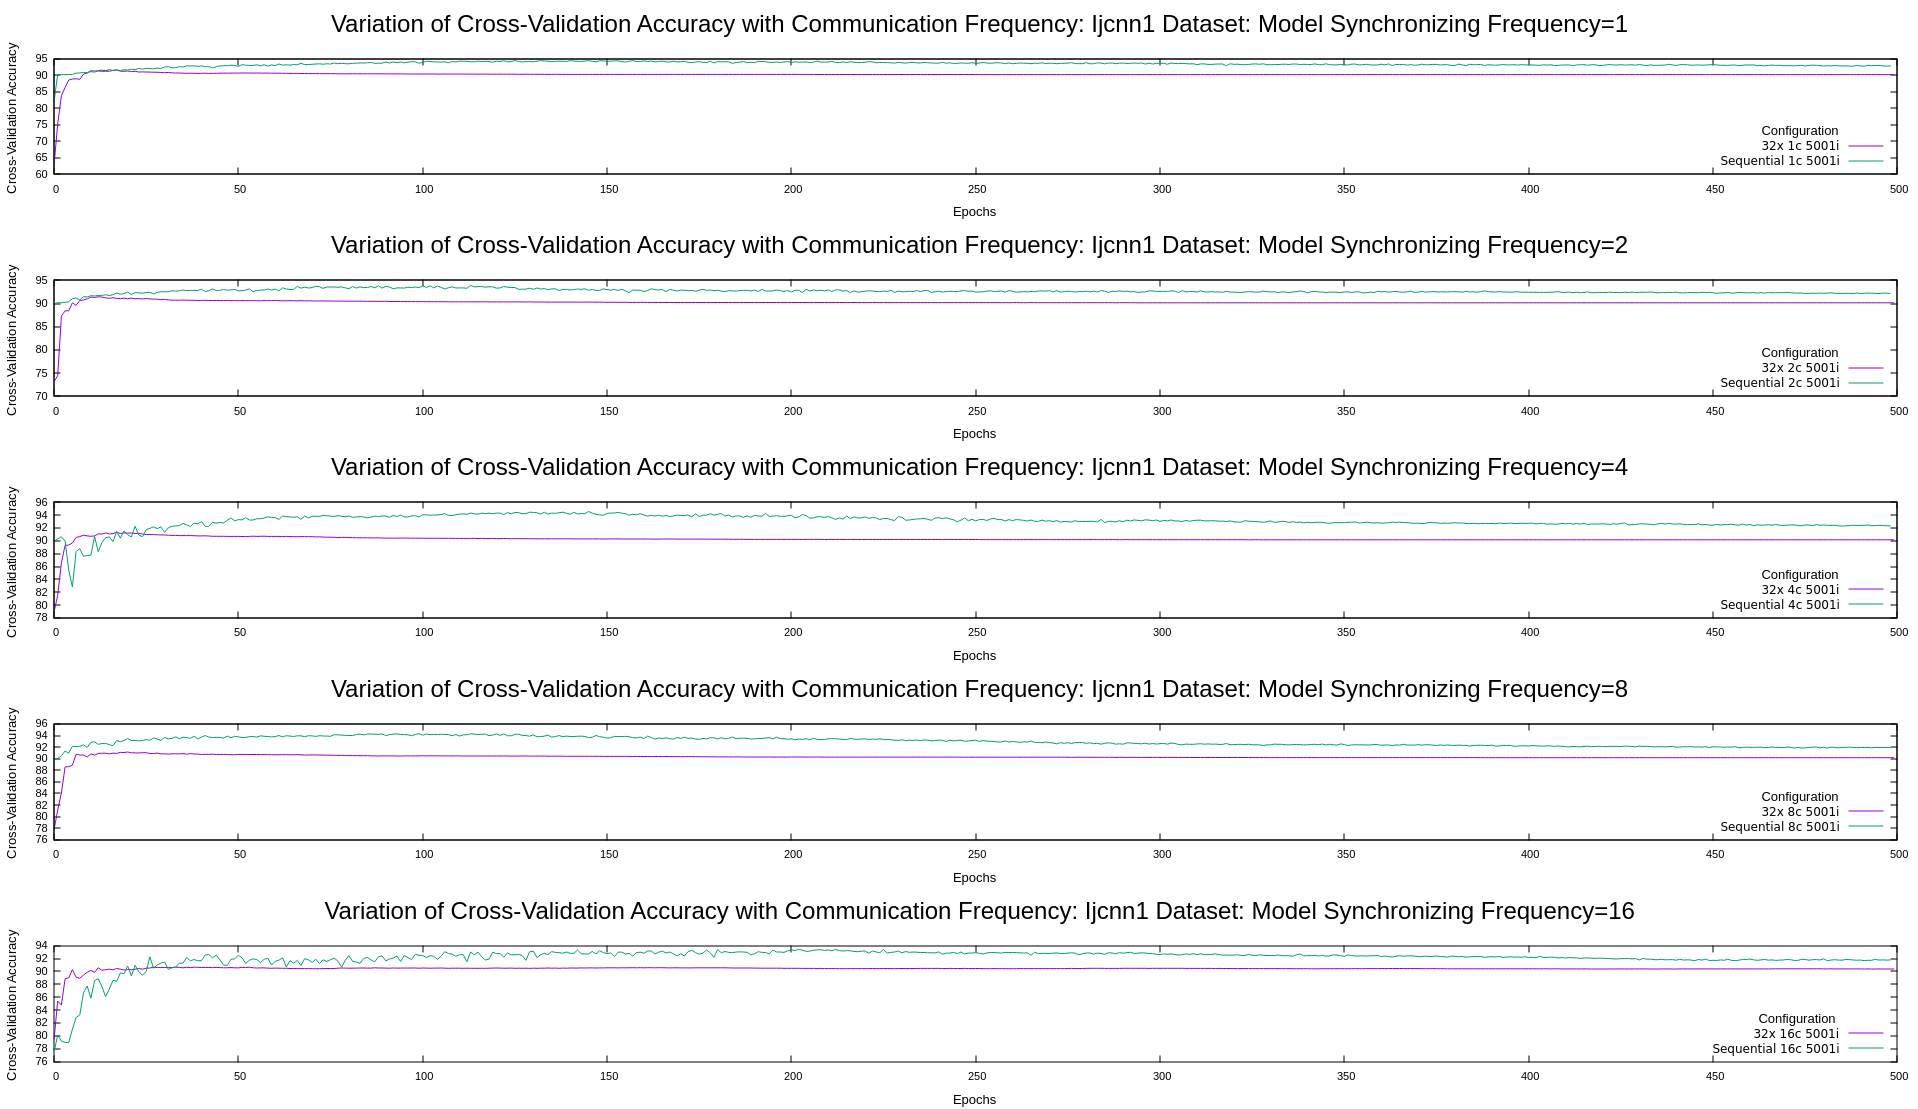 Variation of Cross-Validation Accuracy with Communication Frequency: Ijcnn1 Dataset: Model Synchronizing Frequency=1
Cross-Validation Accuracy
95
90
85
80
75
70
65
60
Configuration
32x 1c 5001i
Sequential 1c 5001i
0 50 100 150 200 250 300 350 400 450 500
Epochs
Variation of Cross-Validation Accuracy with Communication Frequency: Ijcnn1 Dataset: Model Synchronizing Frequency=2
Cross-Validation Accuracy
95
90
85
80
75
70
Configuration
32x 2c 5001i
Sequential 2c 5001i
0 50 100 150 200 250 300 350 400 450 500
Epochs
Variation of Cross-Validation Accuracy with Communication Frequency: Ijcnn1 Dataset: Model Synchronizing Frequency=4
Cross-Validation Accuracy
96
94
92
90
88
86
84
82
80
78
Configuration
32x 4c 5001i
Sequential 4c 5001i
0 50 100 150 200 250 300 350 400 450 500
Epochs
Variation of Cross-Validation Accuracy with Communication Frequency: Ijcnn1 Dataset: Model Synchronizing Frequency=8
Cross-Validation Accuracy
96
94
92
90
88
86
84
82
80
78
76
Configuration
32x 8c 5001i
Sequential 8c 5001i
0 50 100 150 200 250 300 350 400 450 500
Epochs
Variation of Cross-Validation Accuracy with Communication Frequency: Ijcnn1 Dataset: Model Synchronizing Frequency=16
Cross-Validation Accuracy
94
92
90
88
86
84
82
80
78
76
Configuration
32x 16c 5001i
Sequential 16c 5001i
0 50 100 150 200 250 300 350 400 450 500
Epochs